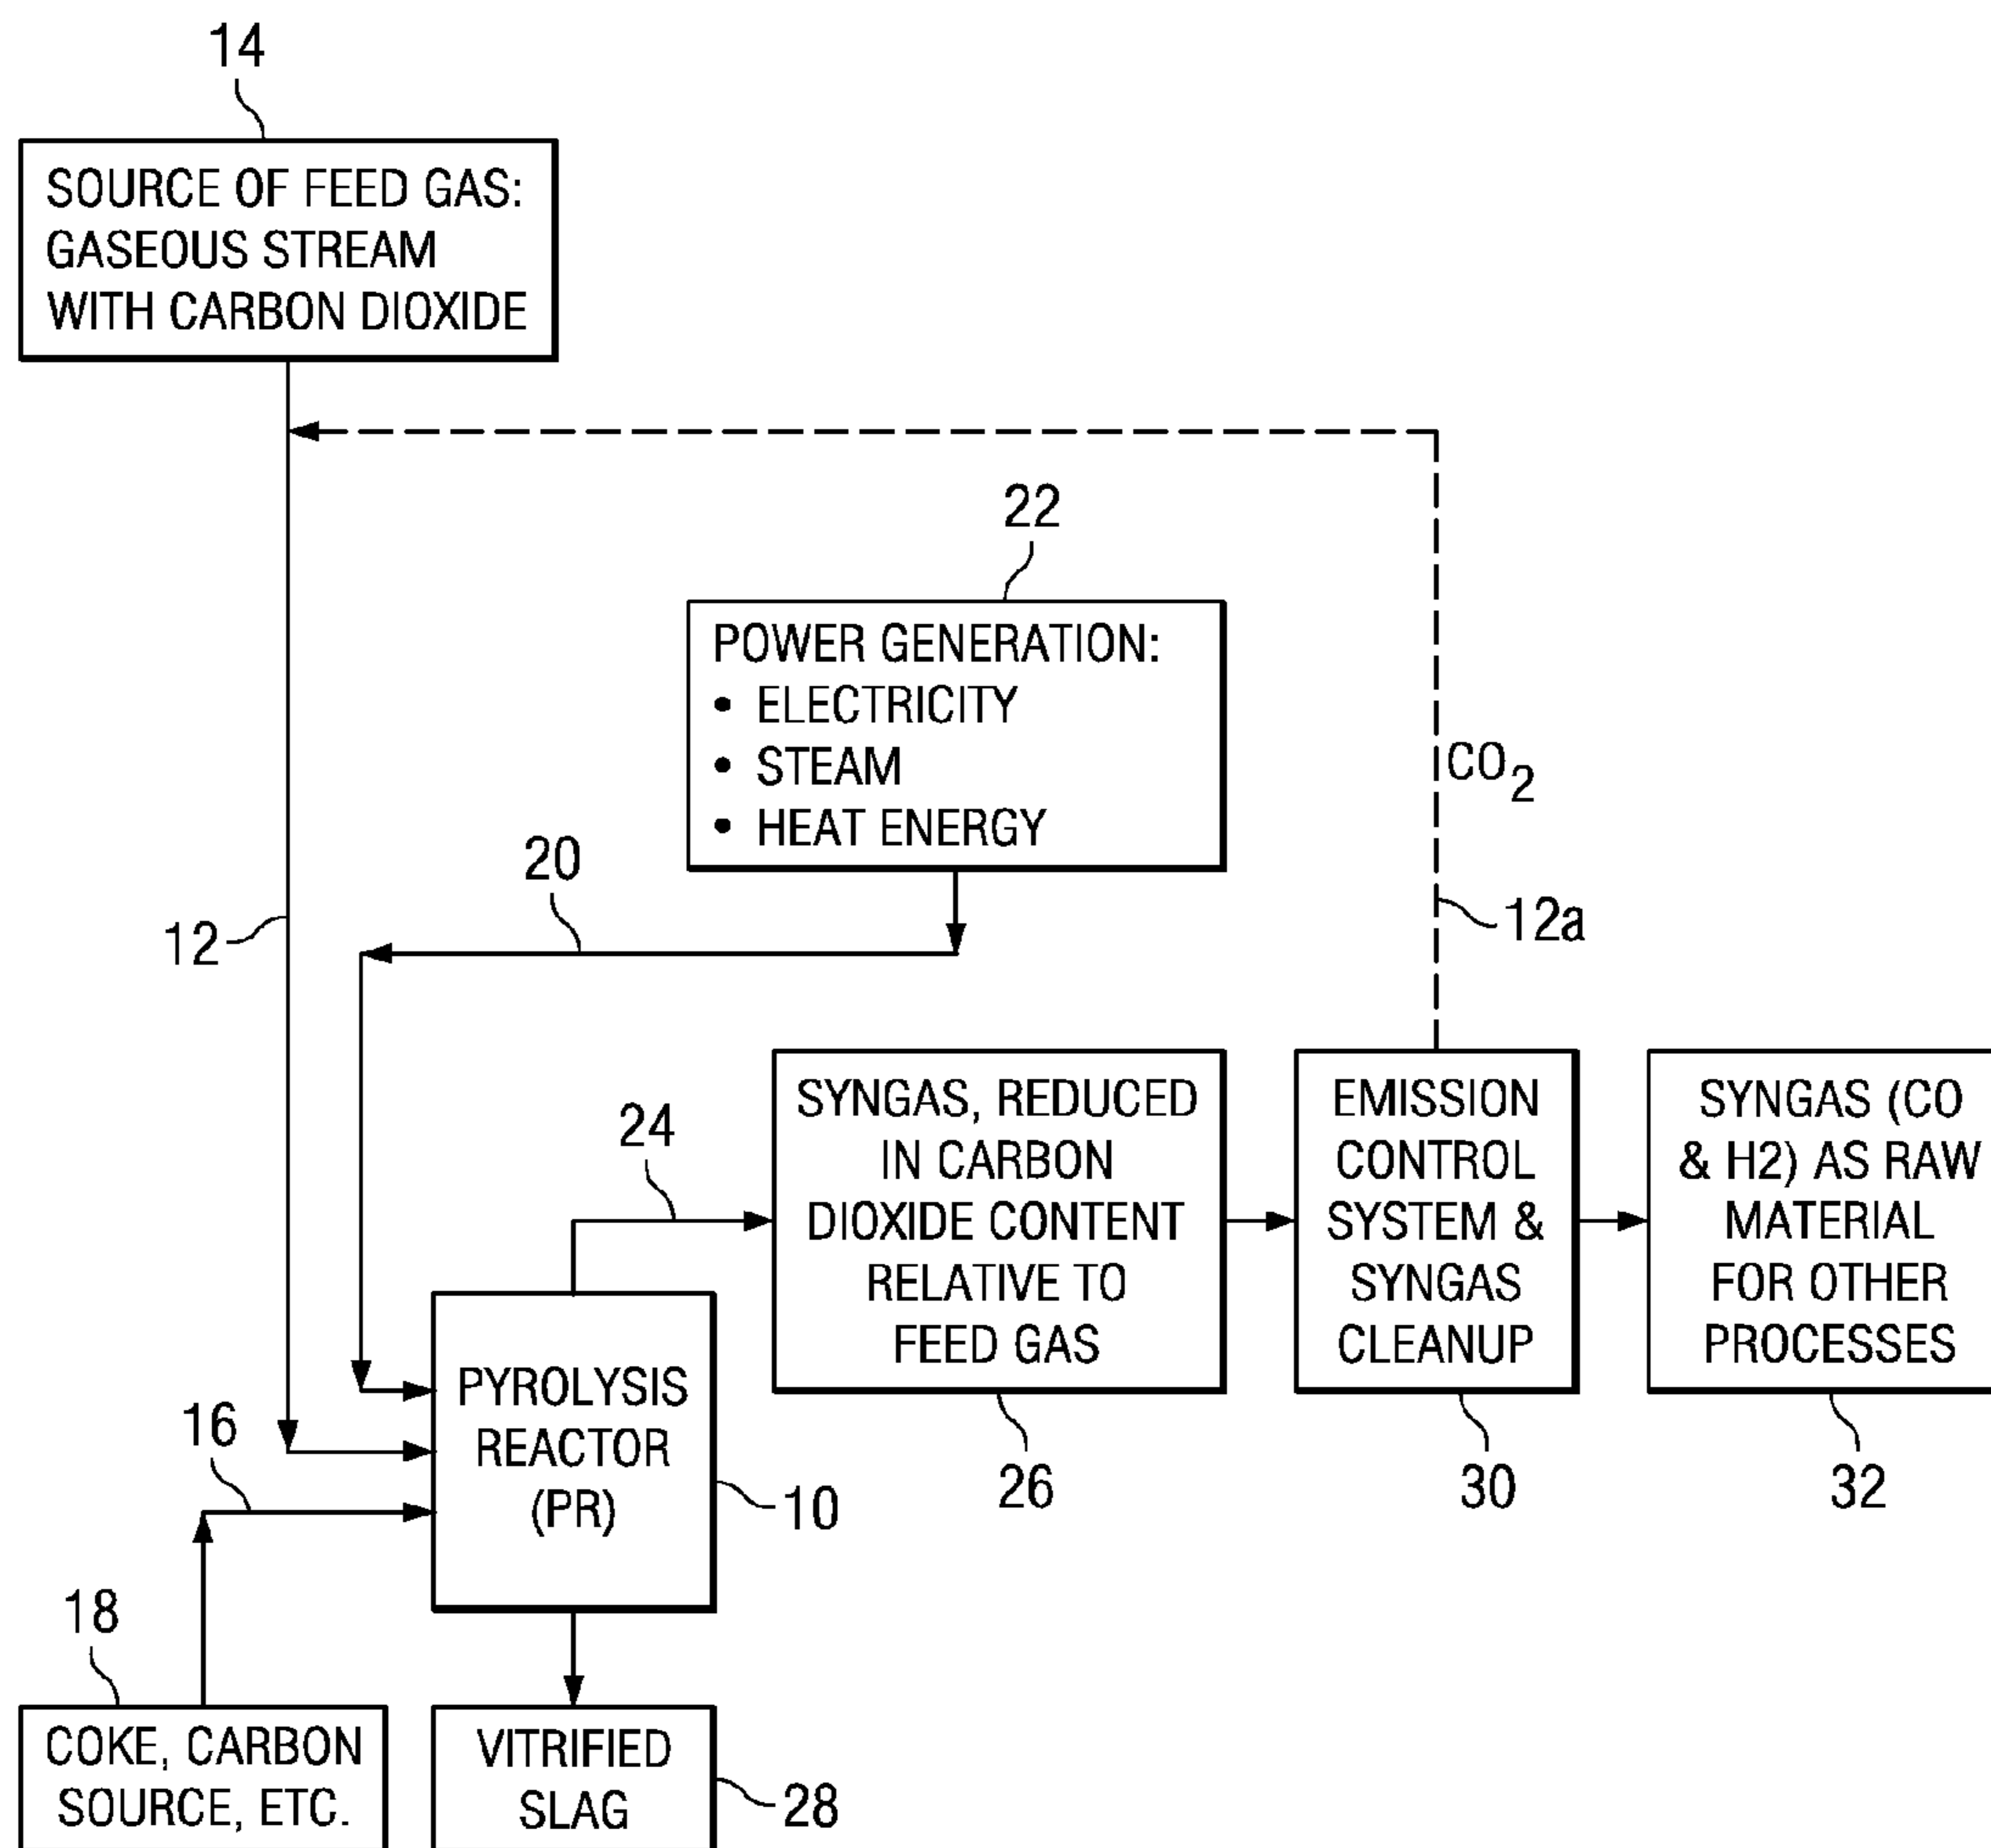 14
SOURCE OF FEED GAS:
GASEOUS STREAM
WITH CARBON DIOXIDE
22
POWER GENERATION:
• ELECTRICITY
• STEAM
• HEAT ENERGY
CO2
20
12
12a
24
SYNGAS, REDUCED
IN CARBON
DIOXIDE CONTENT
RELATIVE TO
FEED GAS
EMISSION
CONTROL
SYSTEM &
SYNGAS
CLEANUP
SYNGAS (CO
& H2) AS RAW
MATERIAL
FOR OTHER
PROCESSES
16
PYROLYSIS
REACTOR
(PR)
10
26
30
32
18
COKE, CARBON
SOURCE, ETC.
VITRIFIED
SLAG
28